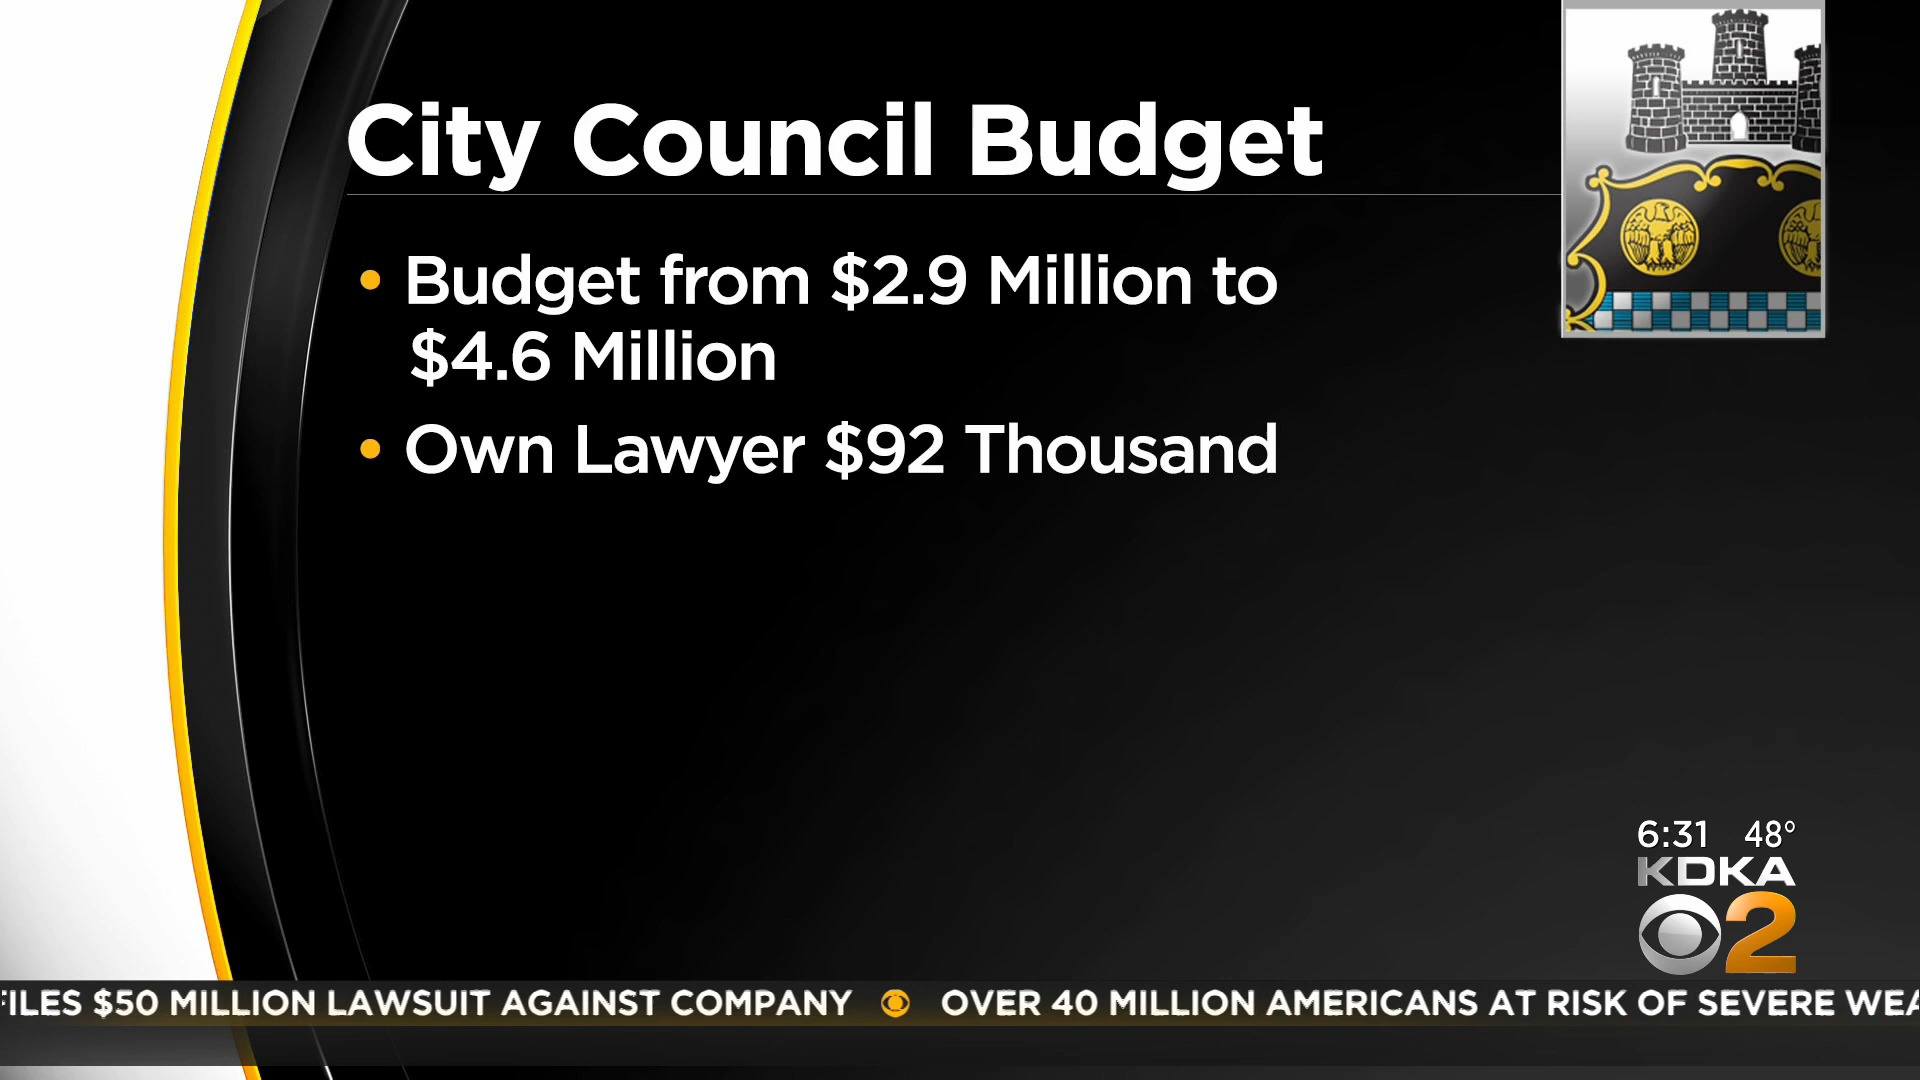 City Council Budget
• Budget from $2.9 Million to
$4.6 Million
• Own Lawyer $92 Thousand
6:31 48°
KDKA
2
FILES $50 MILLION LAWSUIT AGAINST COMPANY OVER 40 MILLION AMERICANS AT RISK OF SEVERE